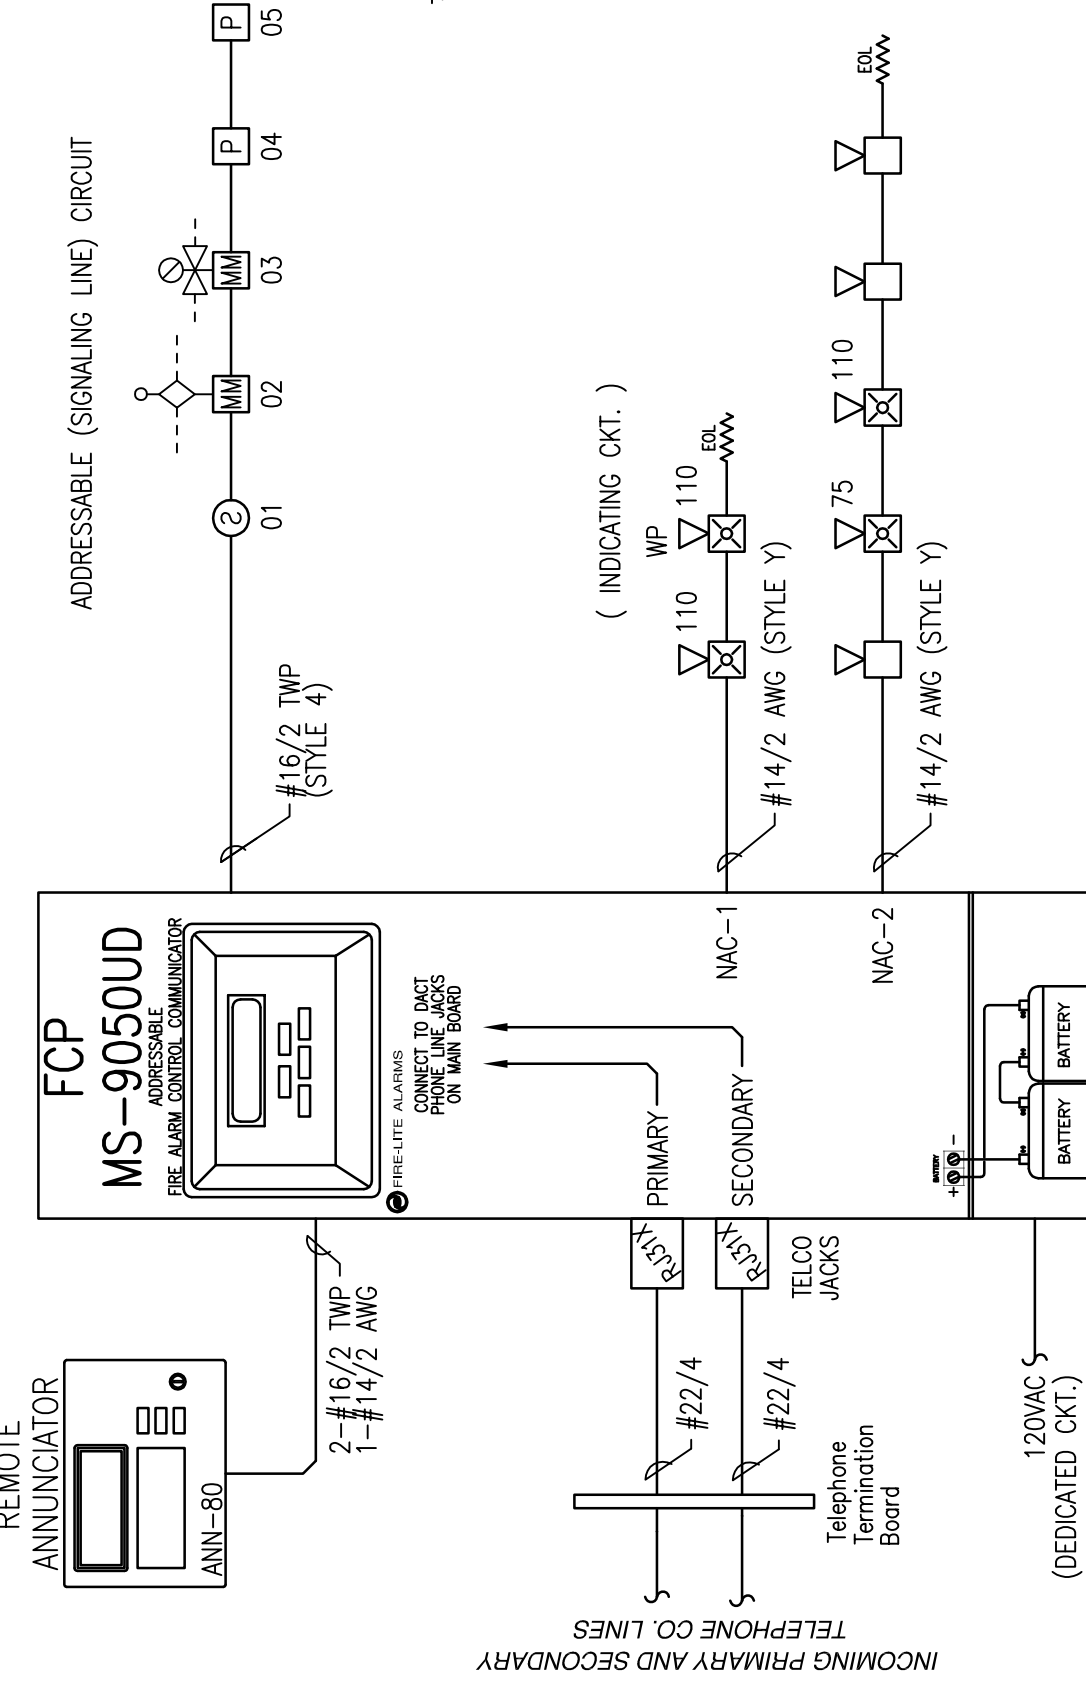 REMOTE
ANNUNCIATOR
ANN-80
2-#16/2 TWP
1-#14/2 AWG
INCOMING PRIMARY AND SECONDARY
TELEPHONE CO. LINES
Telephone
Termination
Board
#22/4
#22/4
RJ31X
RJ31X
TELCO
JACKS
120VAC
(DEDICATED CKT.)
FCP
MS-9050UD
ADDRESSABLE
FIRE ALARM CONTROL COMMUNICATOR
FIRE-LITE ALARMS
CONNECT TO DACT
PHONE LINE JACKS
ON MAIN BOARD
PRIMARY
SECONDARY
NAC-1
NAC-2
BATTERY
+ -
BATTERY
BATTERY
#16/2 TWP
(STYLE 4)
ADDRESSABLE (SIGNALING LINE) CIRCUIT
S
01
MM
02
MM
03
P
04
P
05
( INDICATING CKT. )
110
WP
110
EOL
#14/2 AWG (STYLE Y)
75
110
EOL
#14/2 AWG (STYLE Y)